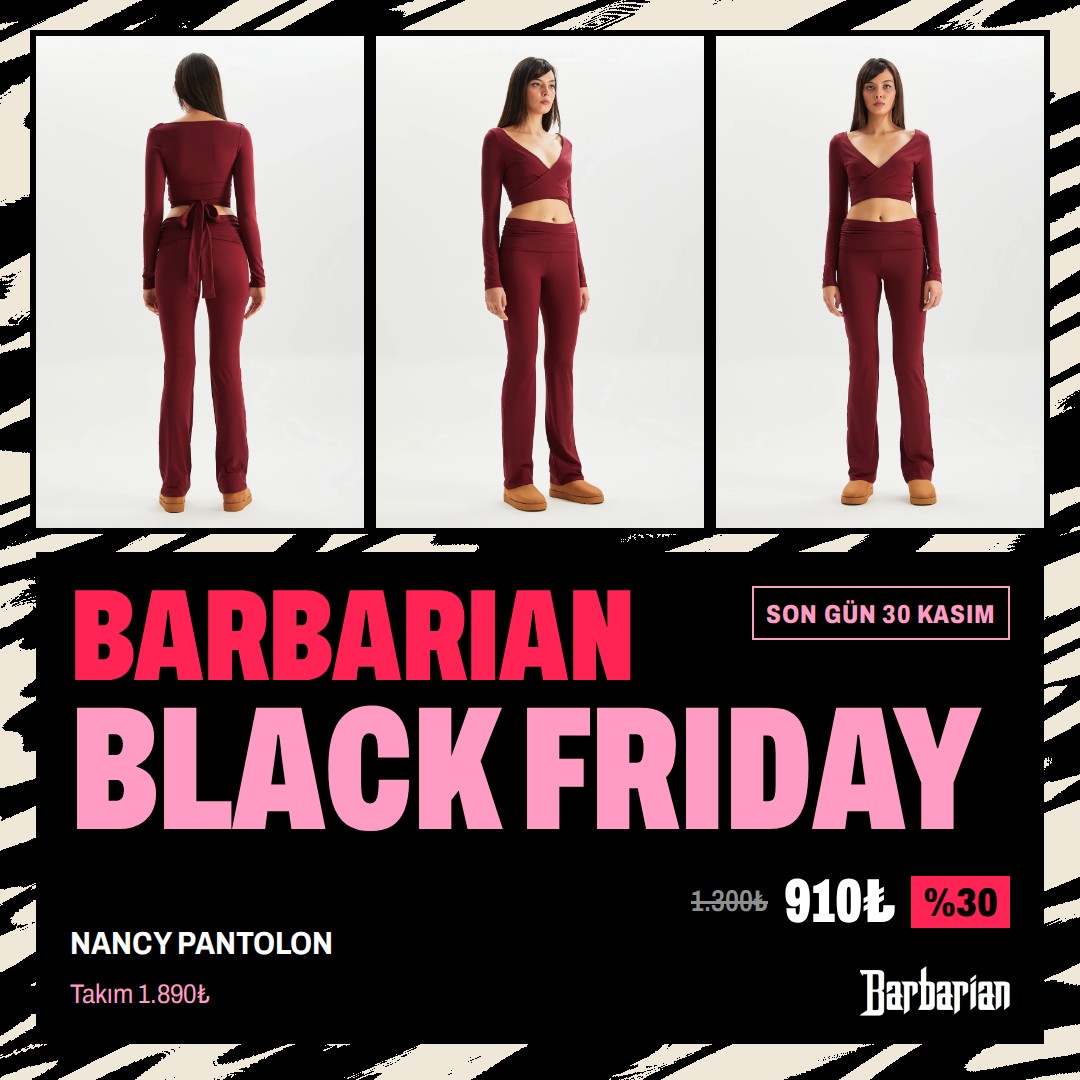 BARBARIAN
SON GÜN 30 KASIM
BLACK FRIDAY
1.300₺ 910₺ %30
NANCY PANTOLON
Takım 1.890₺
Barbarian